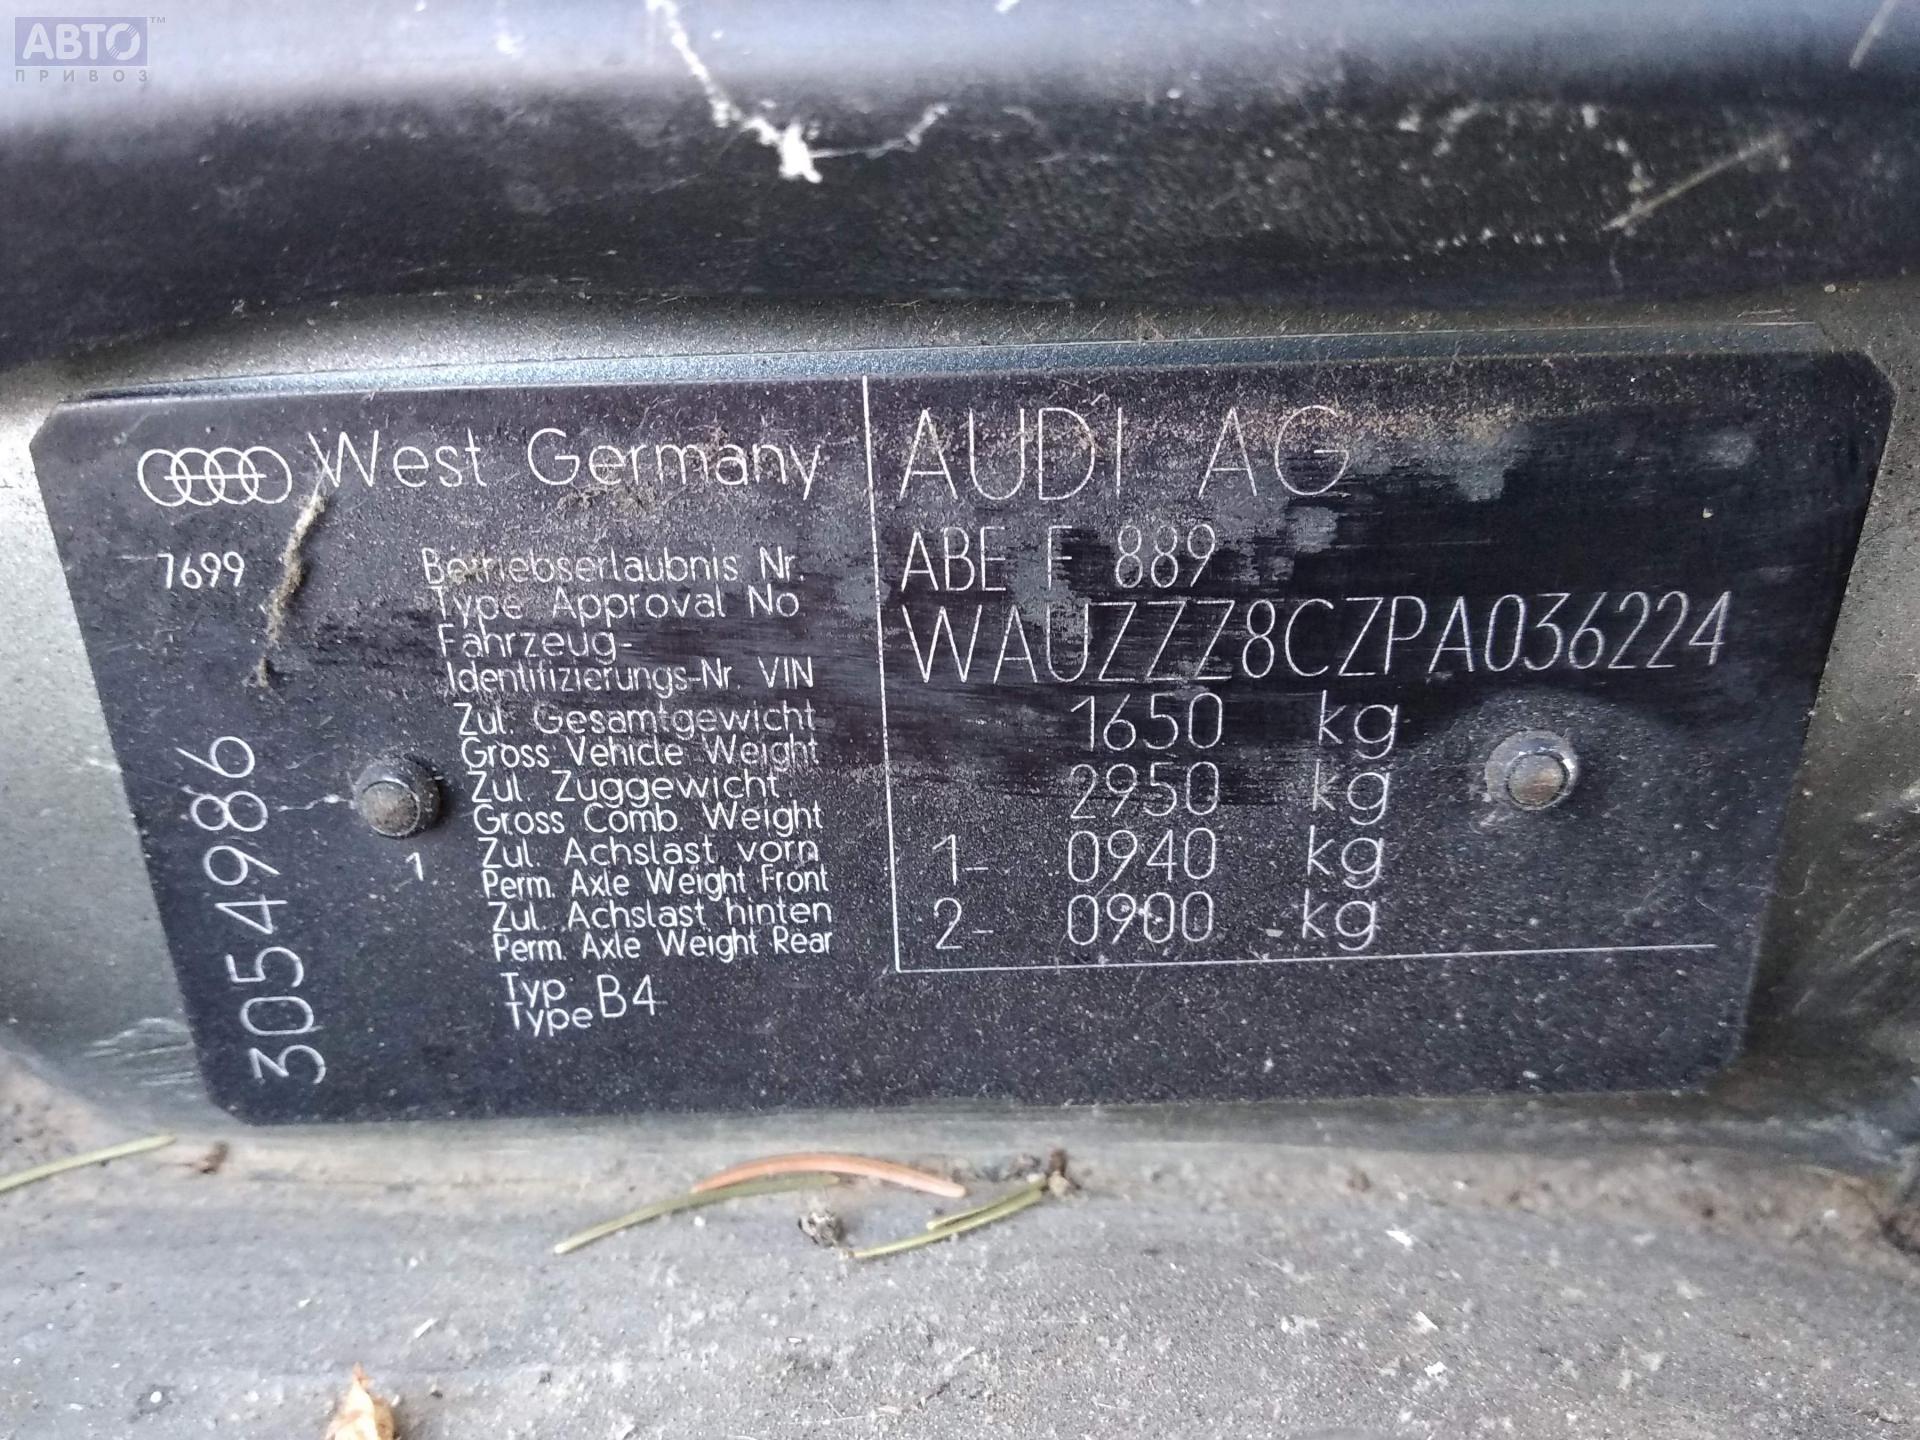 АВТО™
ПРИВОЗ
West Germany
AUDI AG
7699
Betriebserlaubnis Nr.
Type Approval No
ABE F 889
Fahrzeug-
Identifizierungs-Nr. VIN
WAUZZZ8CZPA036224
Zul. Gesamtgewicht
Gross Vehicle Weight
1650 kg
Zul. Zuggewicht
Gross Comb. Weight
2950 kg
1 Zul. Achslast vorn
Perm. Axle Weight Front
1- 0940 kg
Zul. Achslast hinten
Perm. Axle Weight Rear
2- 0900 kg
Typ
Type B4
3054986